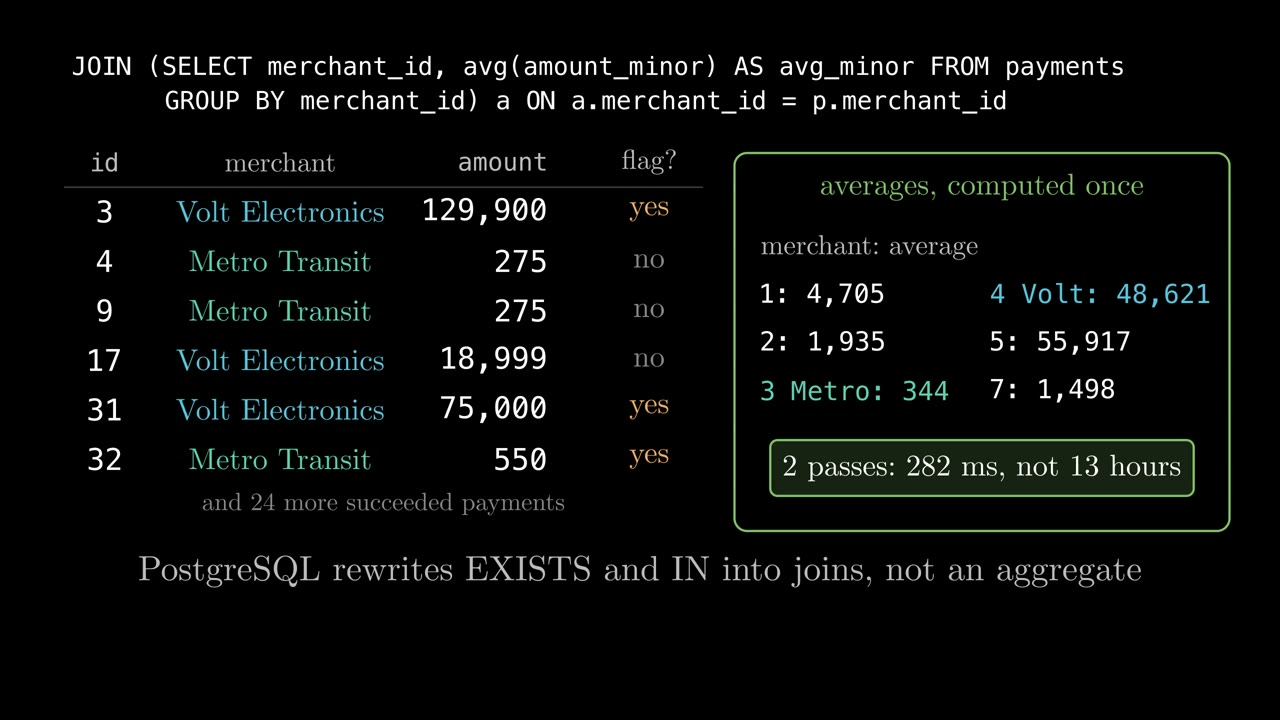 JOIN (SELECT merchant_id, avg(amount_minor) AS avg_minor FROM payments
GROUP BY merchant_id) a ON a.merchant_id = p.merchant_id
id merchant amount flag?
3 Volt Electronics 129,900 yes
4 Metro Transit 275 no
9 Metro Transit 275 no
17 Volt Electronics 18,999 no
31 Volt Electronics 75,000 yes
32 Metro Transit 550 yes
and 24 more succeeded payments
averages, computed once
merchant: average
1: 4,705 4 Volt: 48,621
2: 1,935 5: 55,917
3 Metro: 344 7: 1,498
2 passes: 282 ms, not 13 hours
PostgreSQL rewrites EXISTS and IN into joins, not an aggregate